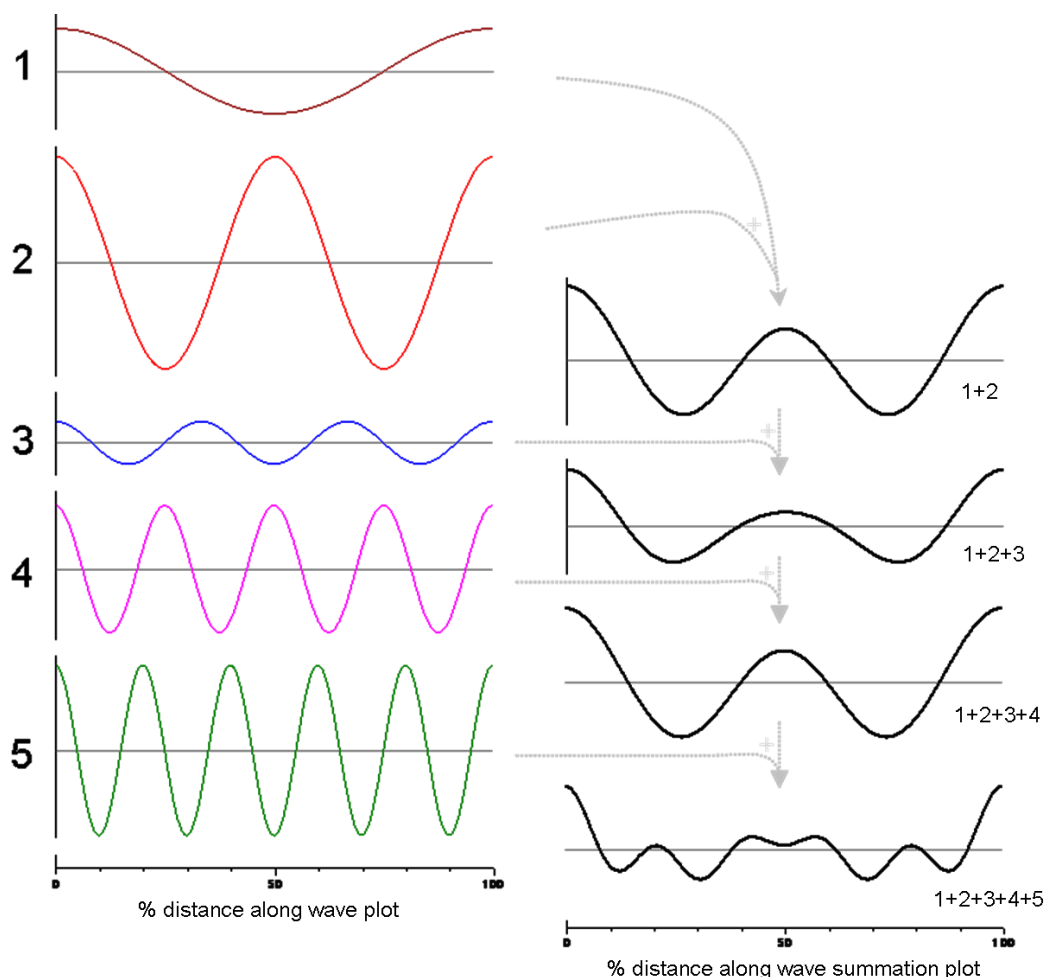 1
2
3
4
5
0 50 100
% distance along wave plot
1+2
1+2+3
1+2+3+4
1+2+3+4+5
0 50 100
% distance along wave summation plot